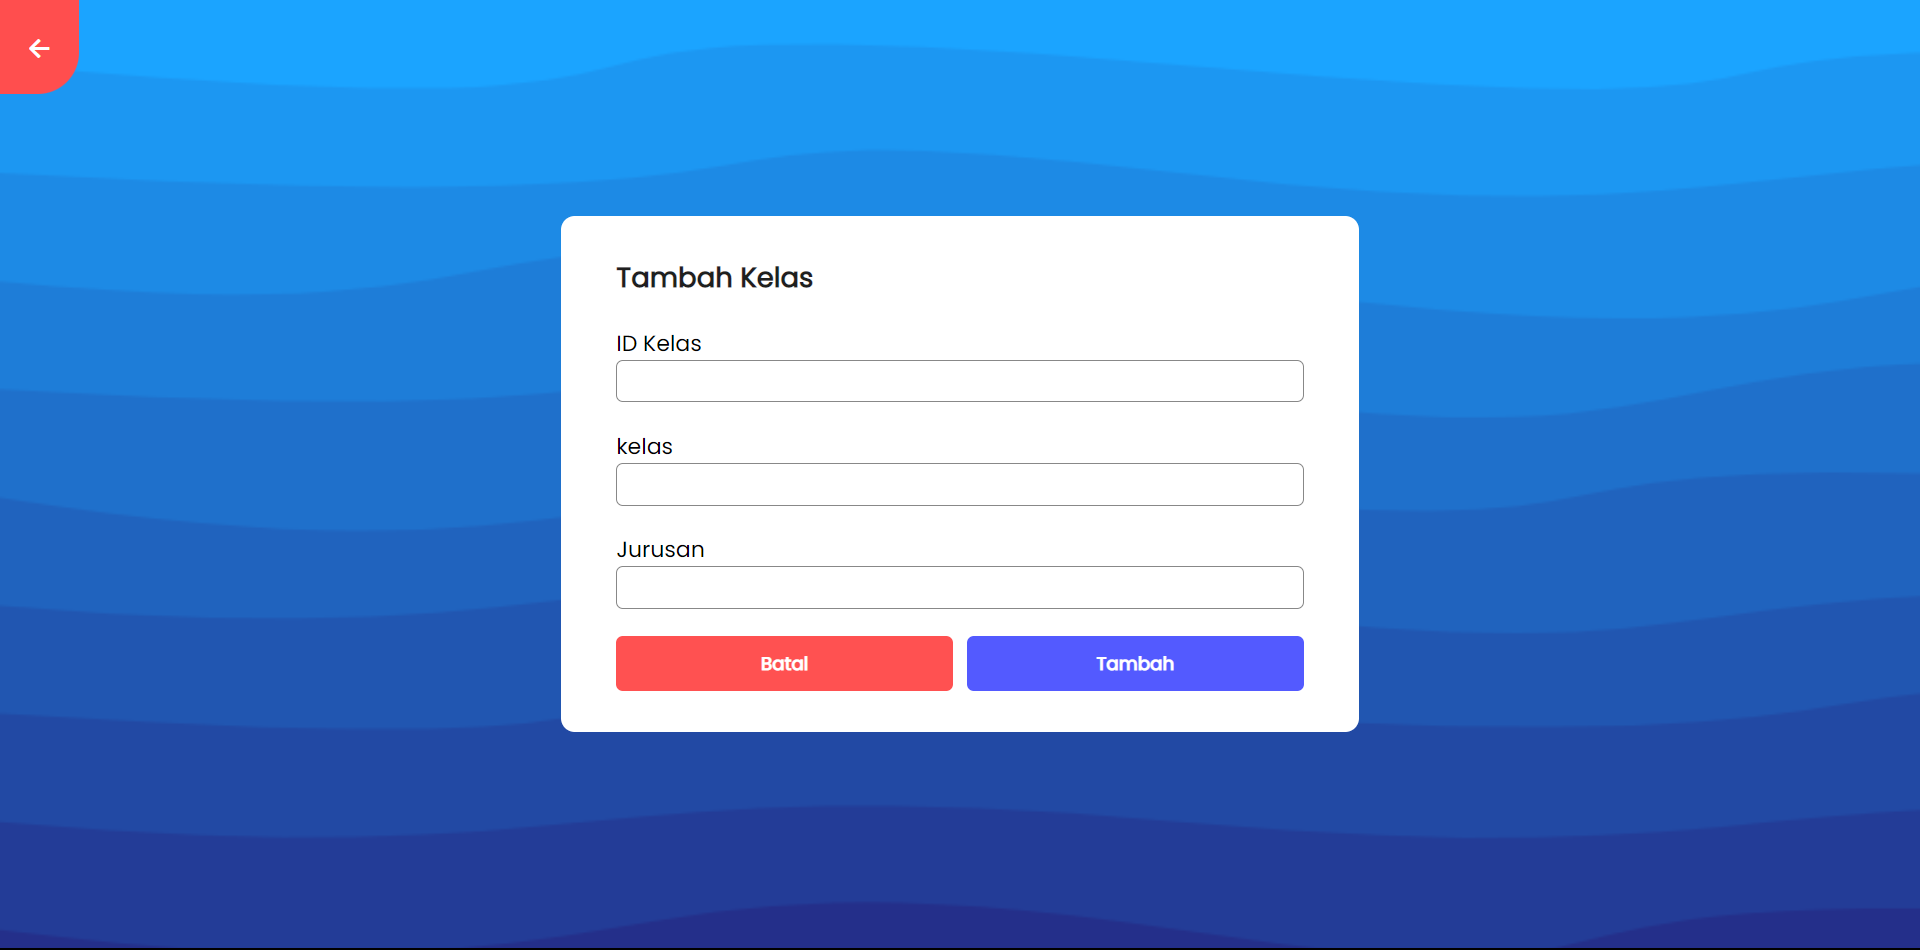 Tambah Kelas
ID Kelas
kelas
Jurusan
Batal
Tambah